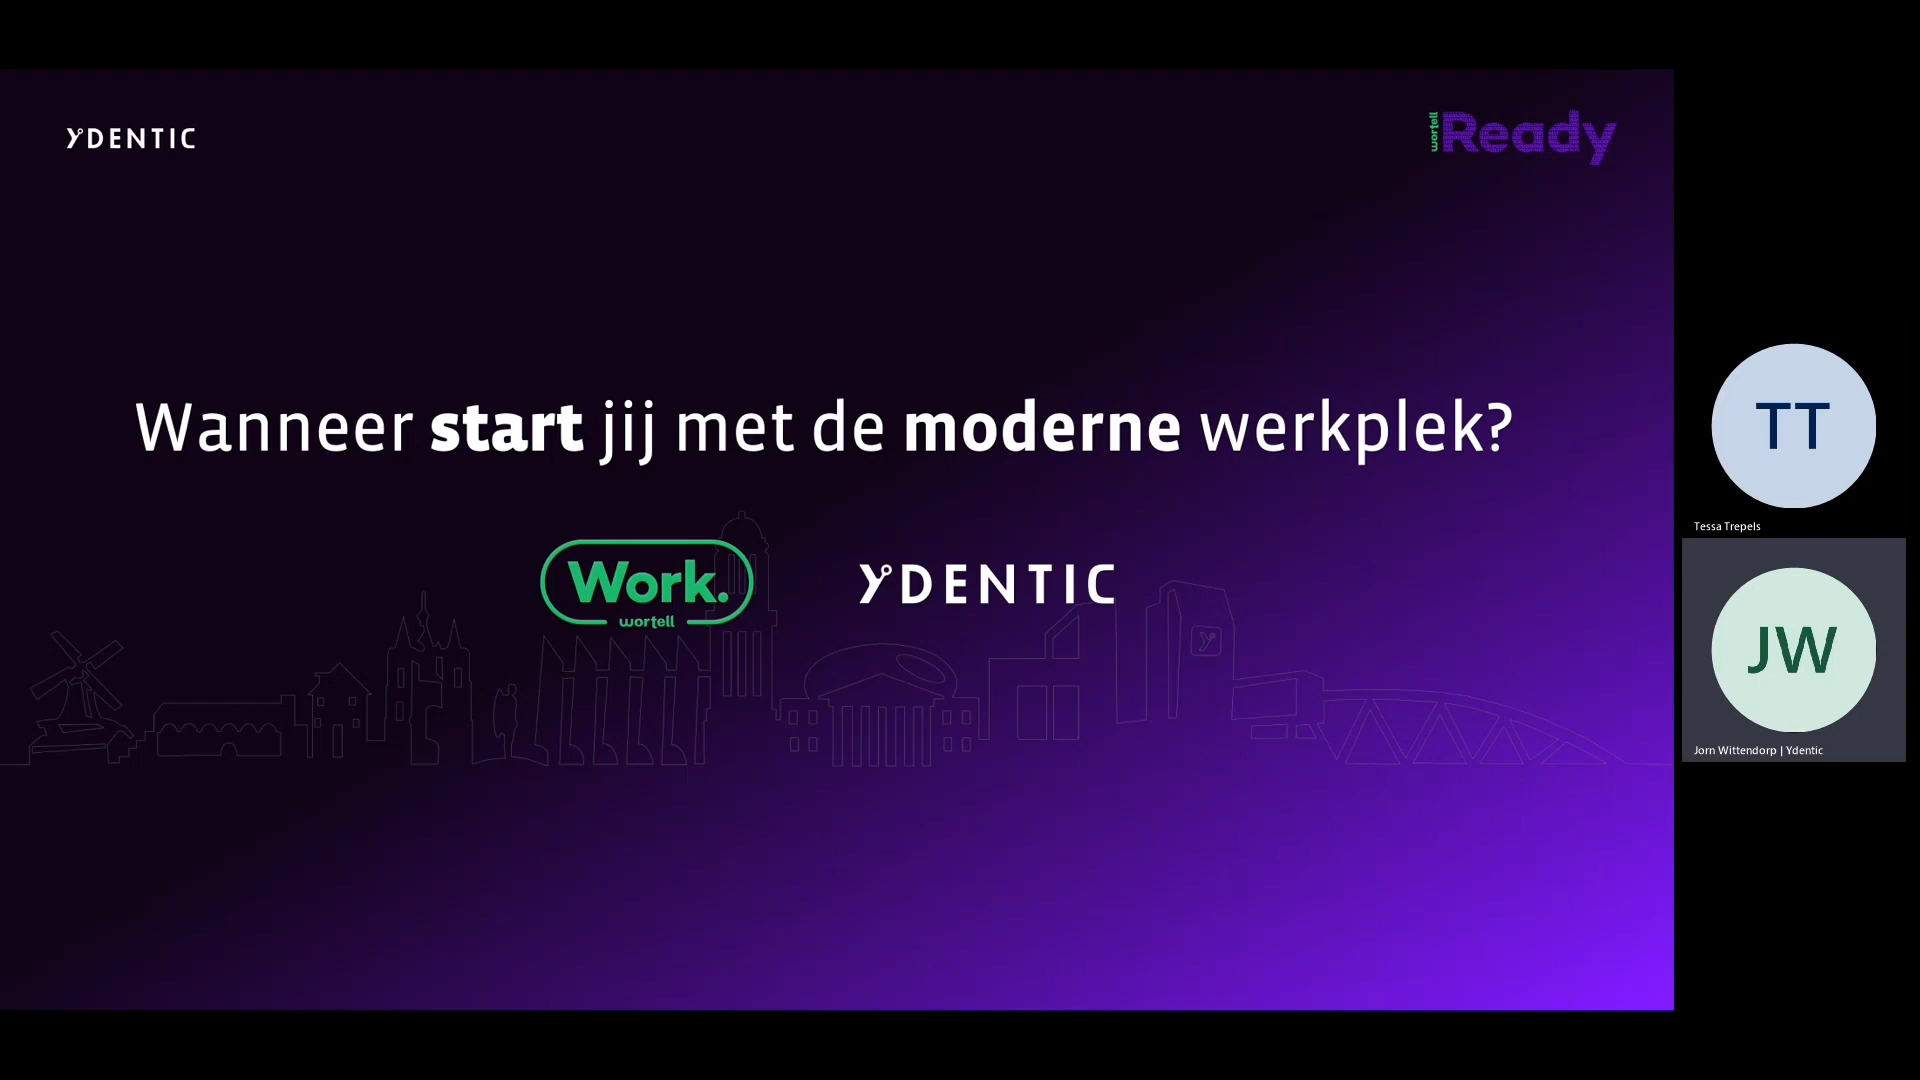 YDENTIC
wortell
Ready
Wanneer start jij met de moderne werkplek?
Work.
wortell
YDENTIC
TT
Tessa Trepels
JW
Jorn Wittendorp | Ydentic